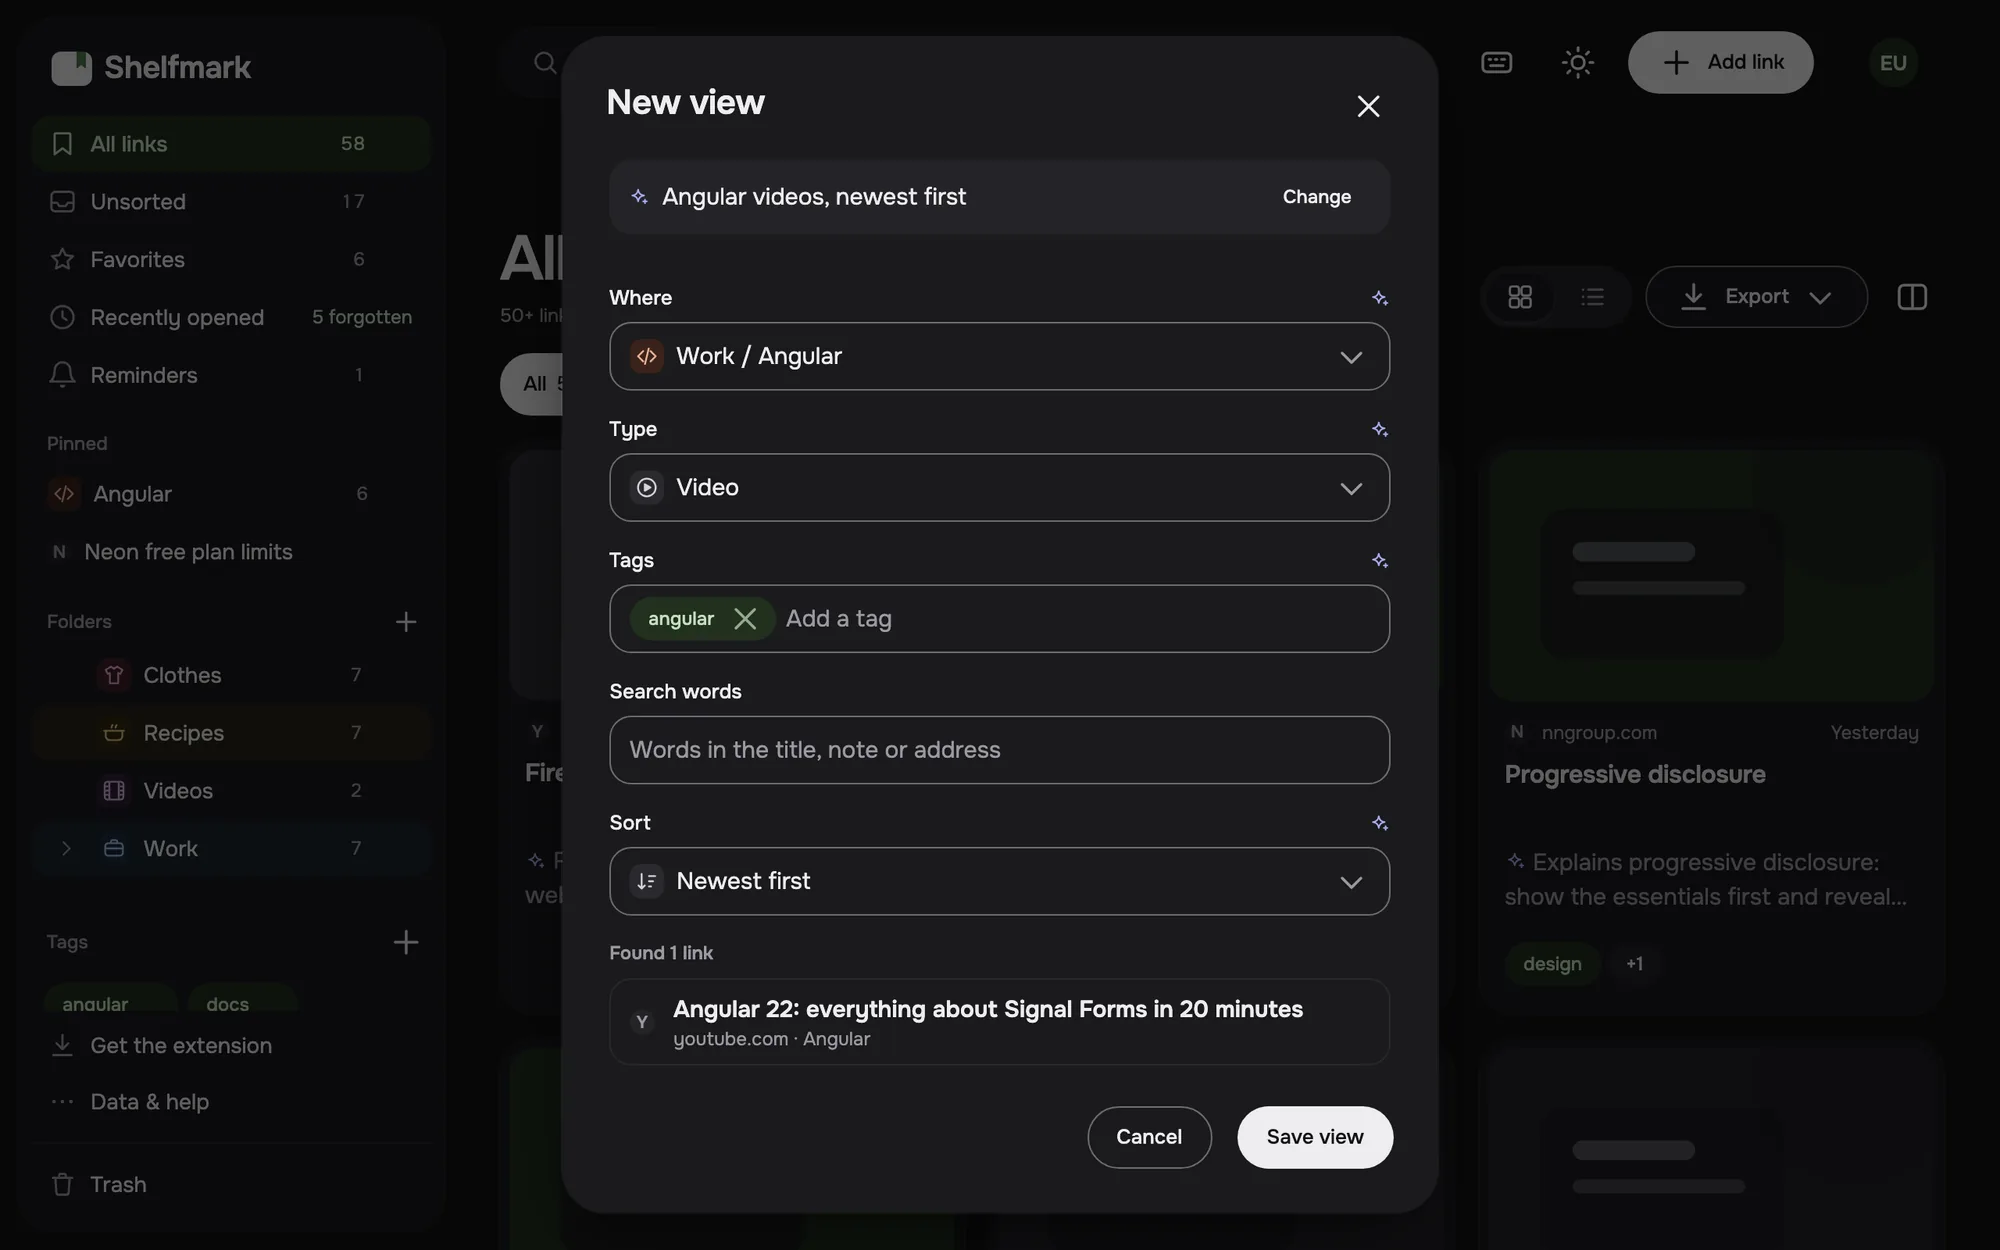 Shelfmark
All links 58
Unsorted 17
Favorites 6
Recently opened 5 forgotten
Reminders 1
Pinned
Angular 6
N Neon free plan limits
Folders
Clothes 7
Recipes 7
Videos 2
Work 7
Tags
angular docs
Get the extension
Data & help
Trash
Add link
EU
All
50+
Export
All
Y
N nngroup.com Yesterday
Progressive disclosure
Explains progressive disclosure:
show the essentials first and reveal...
design +1
New view
Angular videos, newest first Change
Where
Work / Angular
Type
Video
Tags
angular Add a tag
Search words
Words in the title, note or address
Sort
Newest first
Found 1 link
Y Angular 22: everything about Signal Forms in 20 minutes
youtube.com · Angular
Cancel Save view